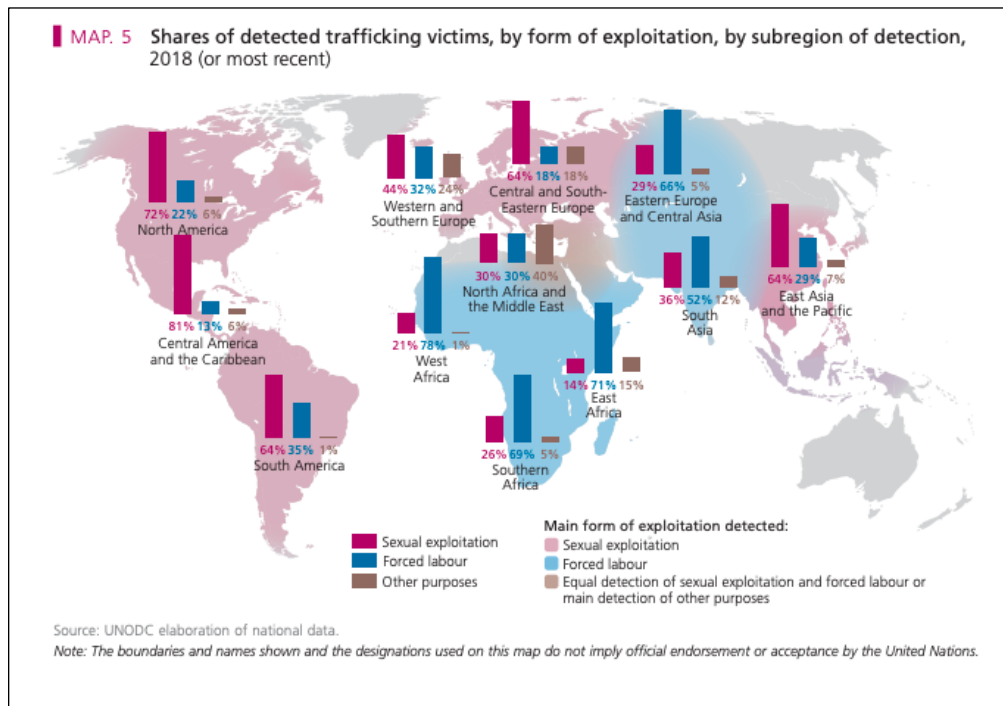 MAP. 5 Shares of detected trafficking victims, by form of exploitation, by subregion of detection,
2018 (or most recent)
72% 22% 6%
North America
44% 32% 24%
Western and
Southern Europe
64% 18% 18%
Central and South-
Eastern Europe
29% 66% 5%
Eastern Europe
and Central Asia
81% 13% 6%
Central America
and the Caribbean
30% 30% 40%
North Africa and
the Middle East
36% 52% 12%
South
Asia
64% 29% 7%
East Asia
and the Pacific
21% 78% 1%
West
Africa
14% 71% 15%
East
Africa
64% 35% 1%
South America
26% 69% 5%
Southern
Africa
Sexual exploitation
Forced labour
Other purposes
Main form of exploitation detected:
Sexual exploitation
Forced labour
Equal detection of sexual exploitation and forced labour or
main detection of other purposes
Source: UNODC elaboration of national data.
Note: The boundaries and names shown and the designations used on this map do not imply official endorsement or acceptance by the United Nations.